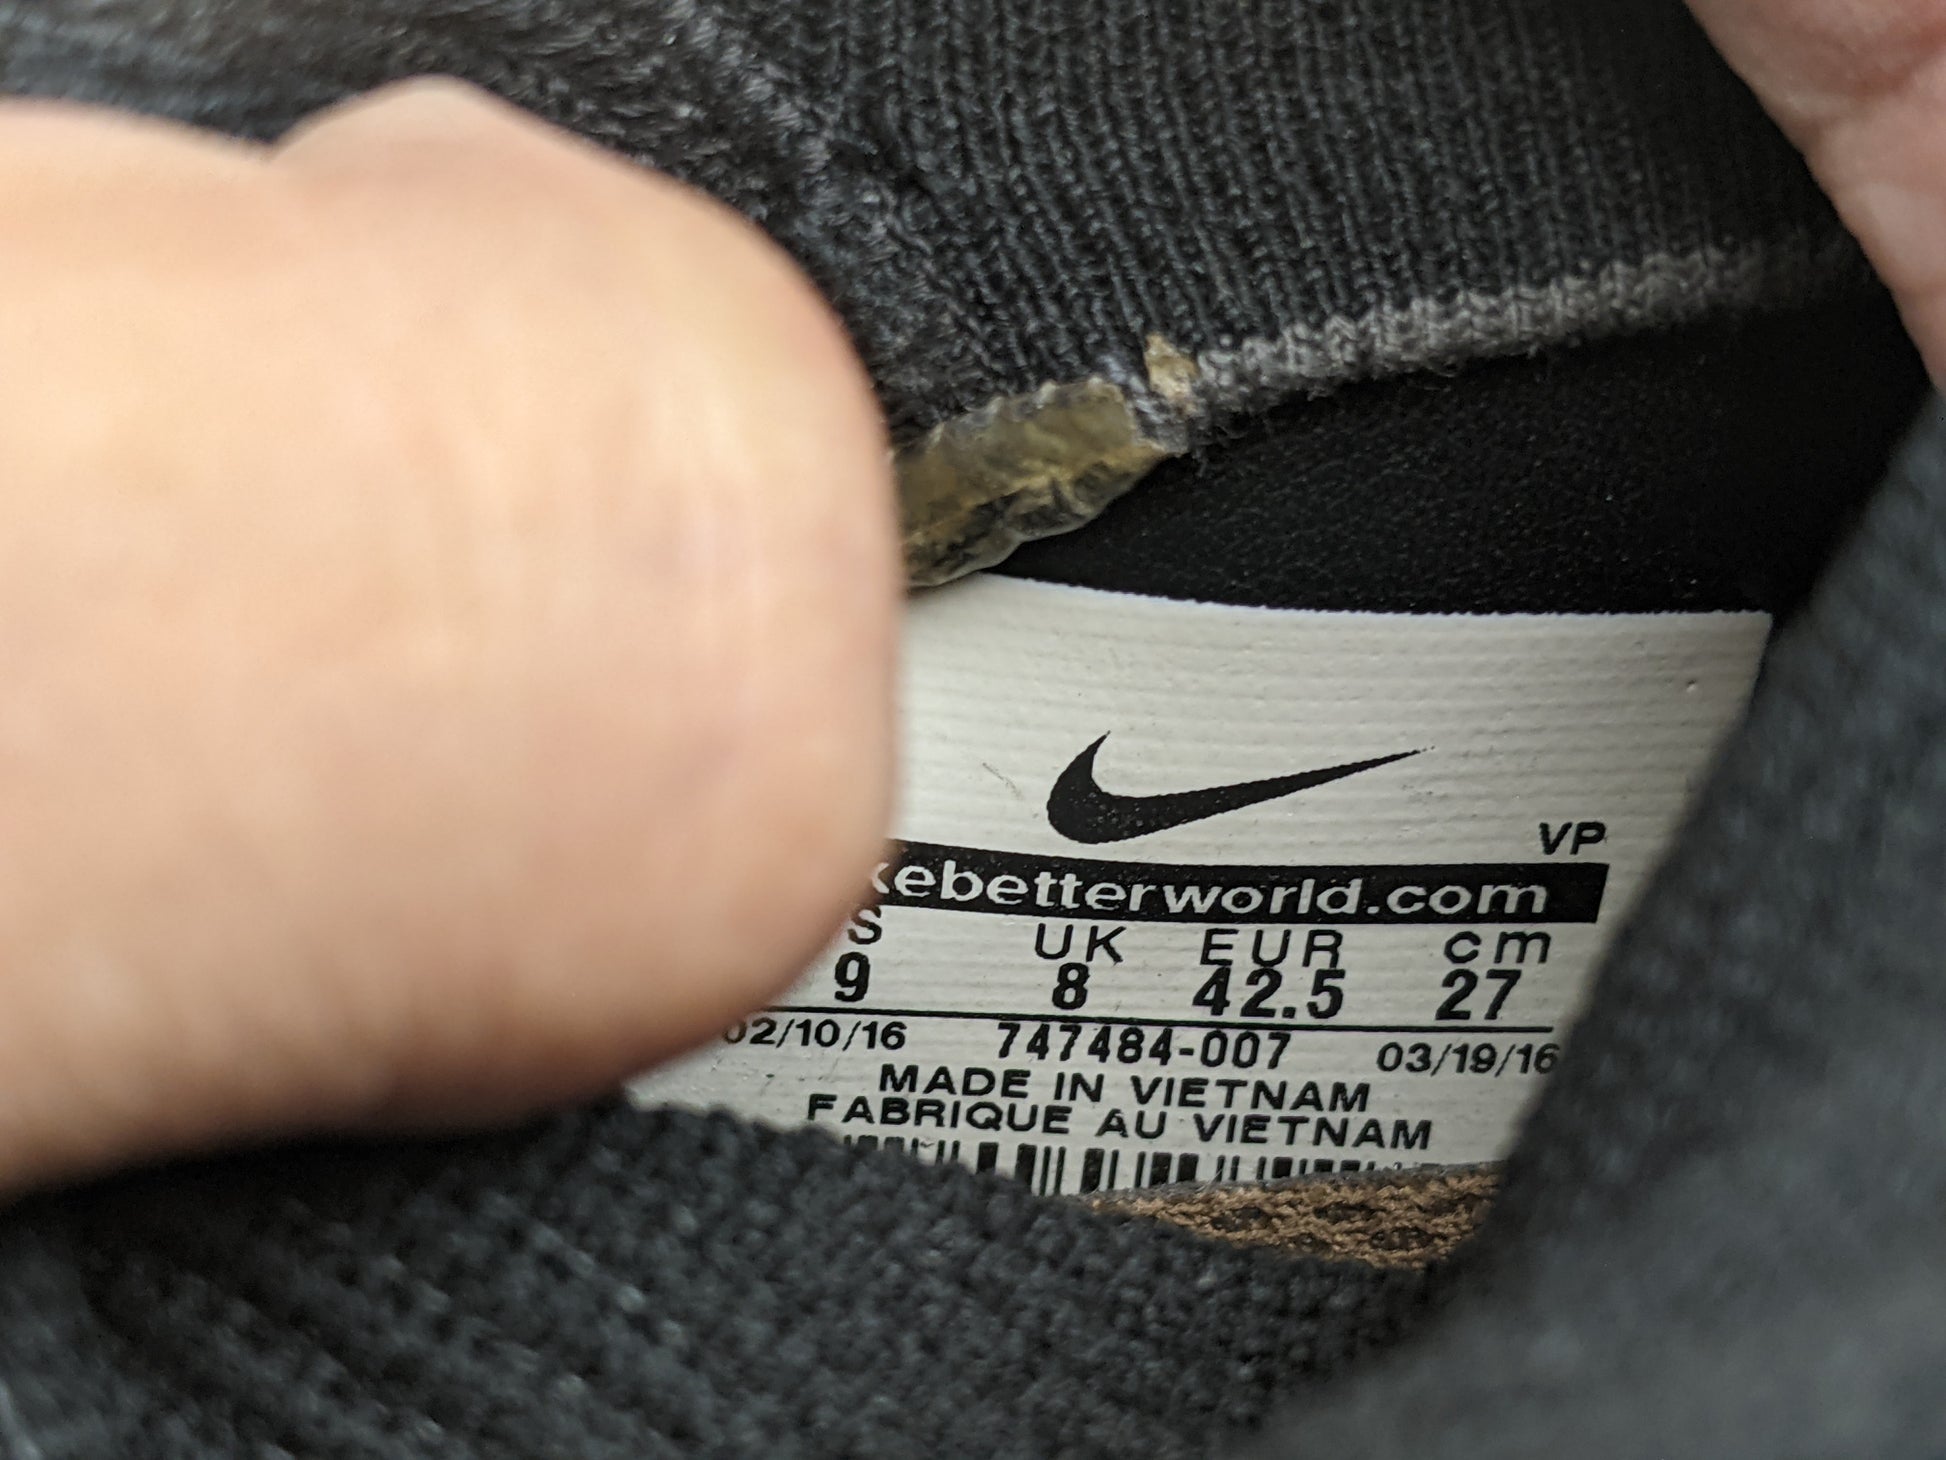 VP
kebetterworld.com
S UK EUR cm
9 8 42.5 27
02/10/16 747484-007 03/19/16
MADE IN VIETNAM
FABRIQUE AU VIETNAM